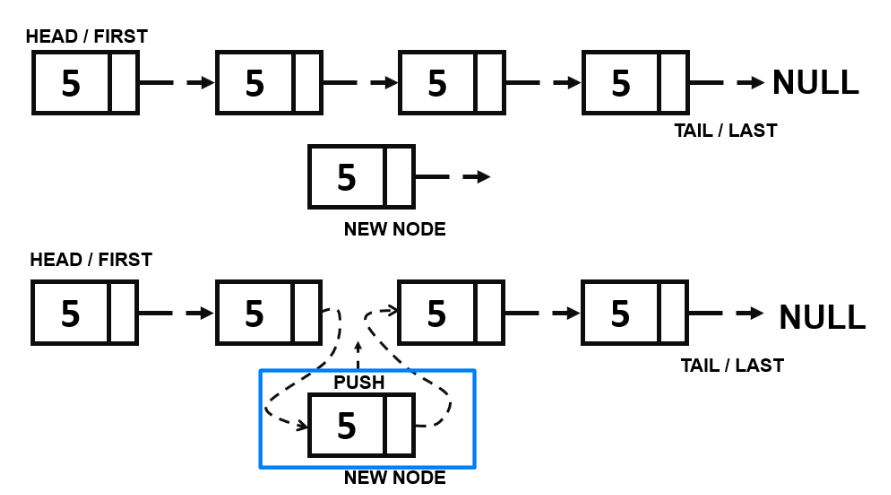 HEAD / FIRST
5 5 5 5 NULL
TAIL / LAST
5
NEW NODE
HEAD / FIRST
5 5 5 5 NULL
TAIL / LAST
PUSH
5
NEW NODE